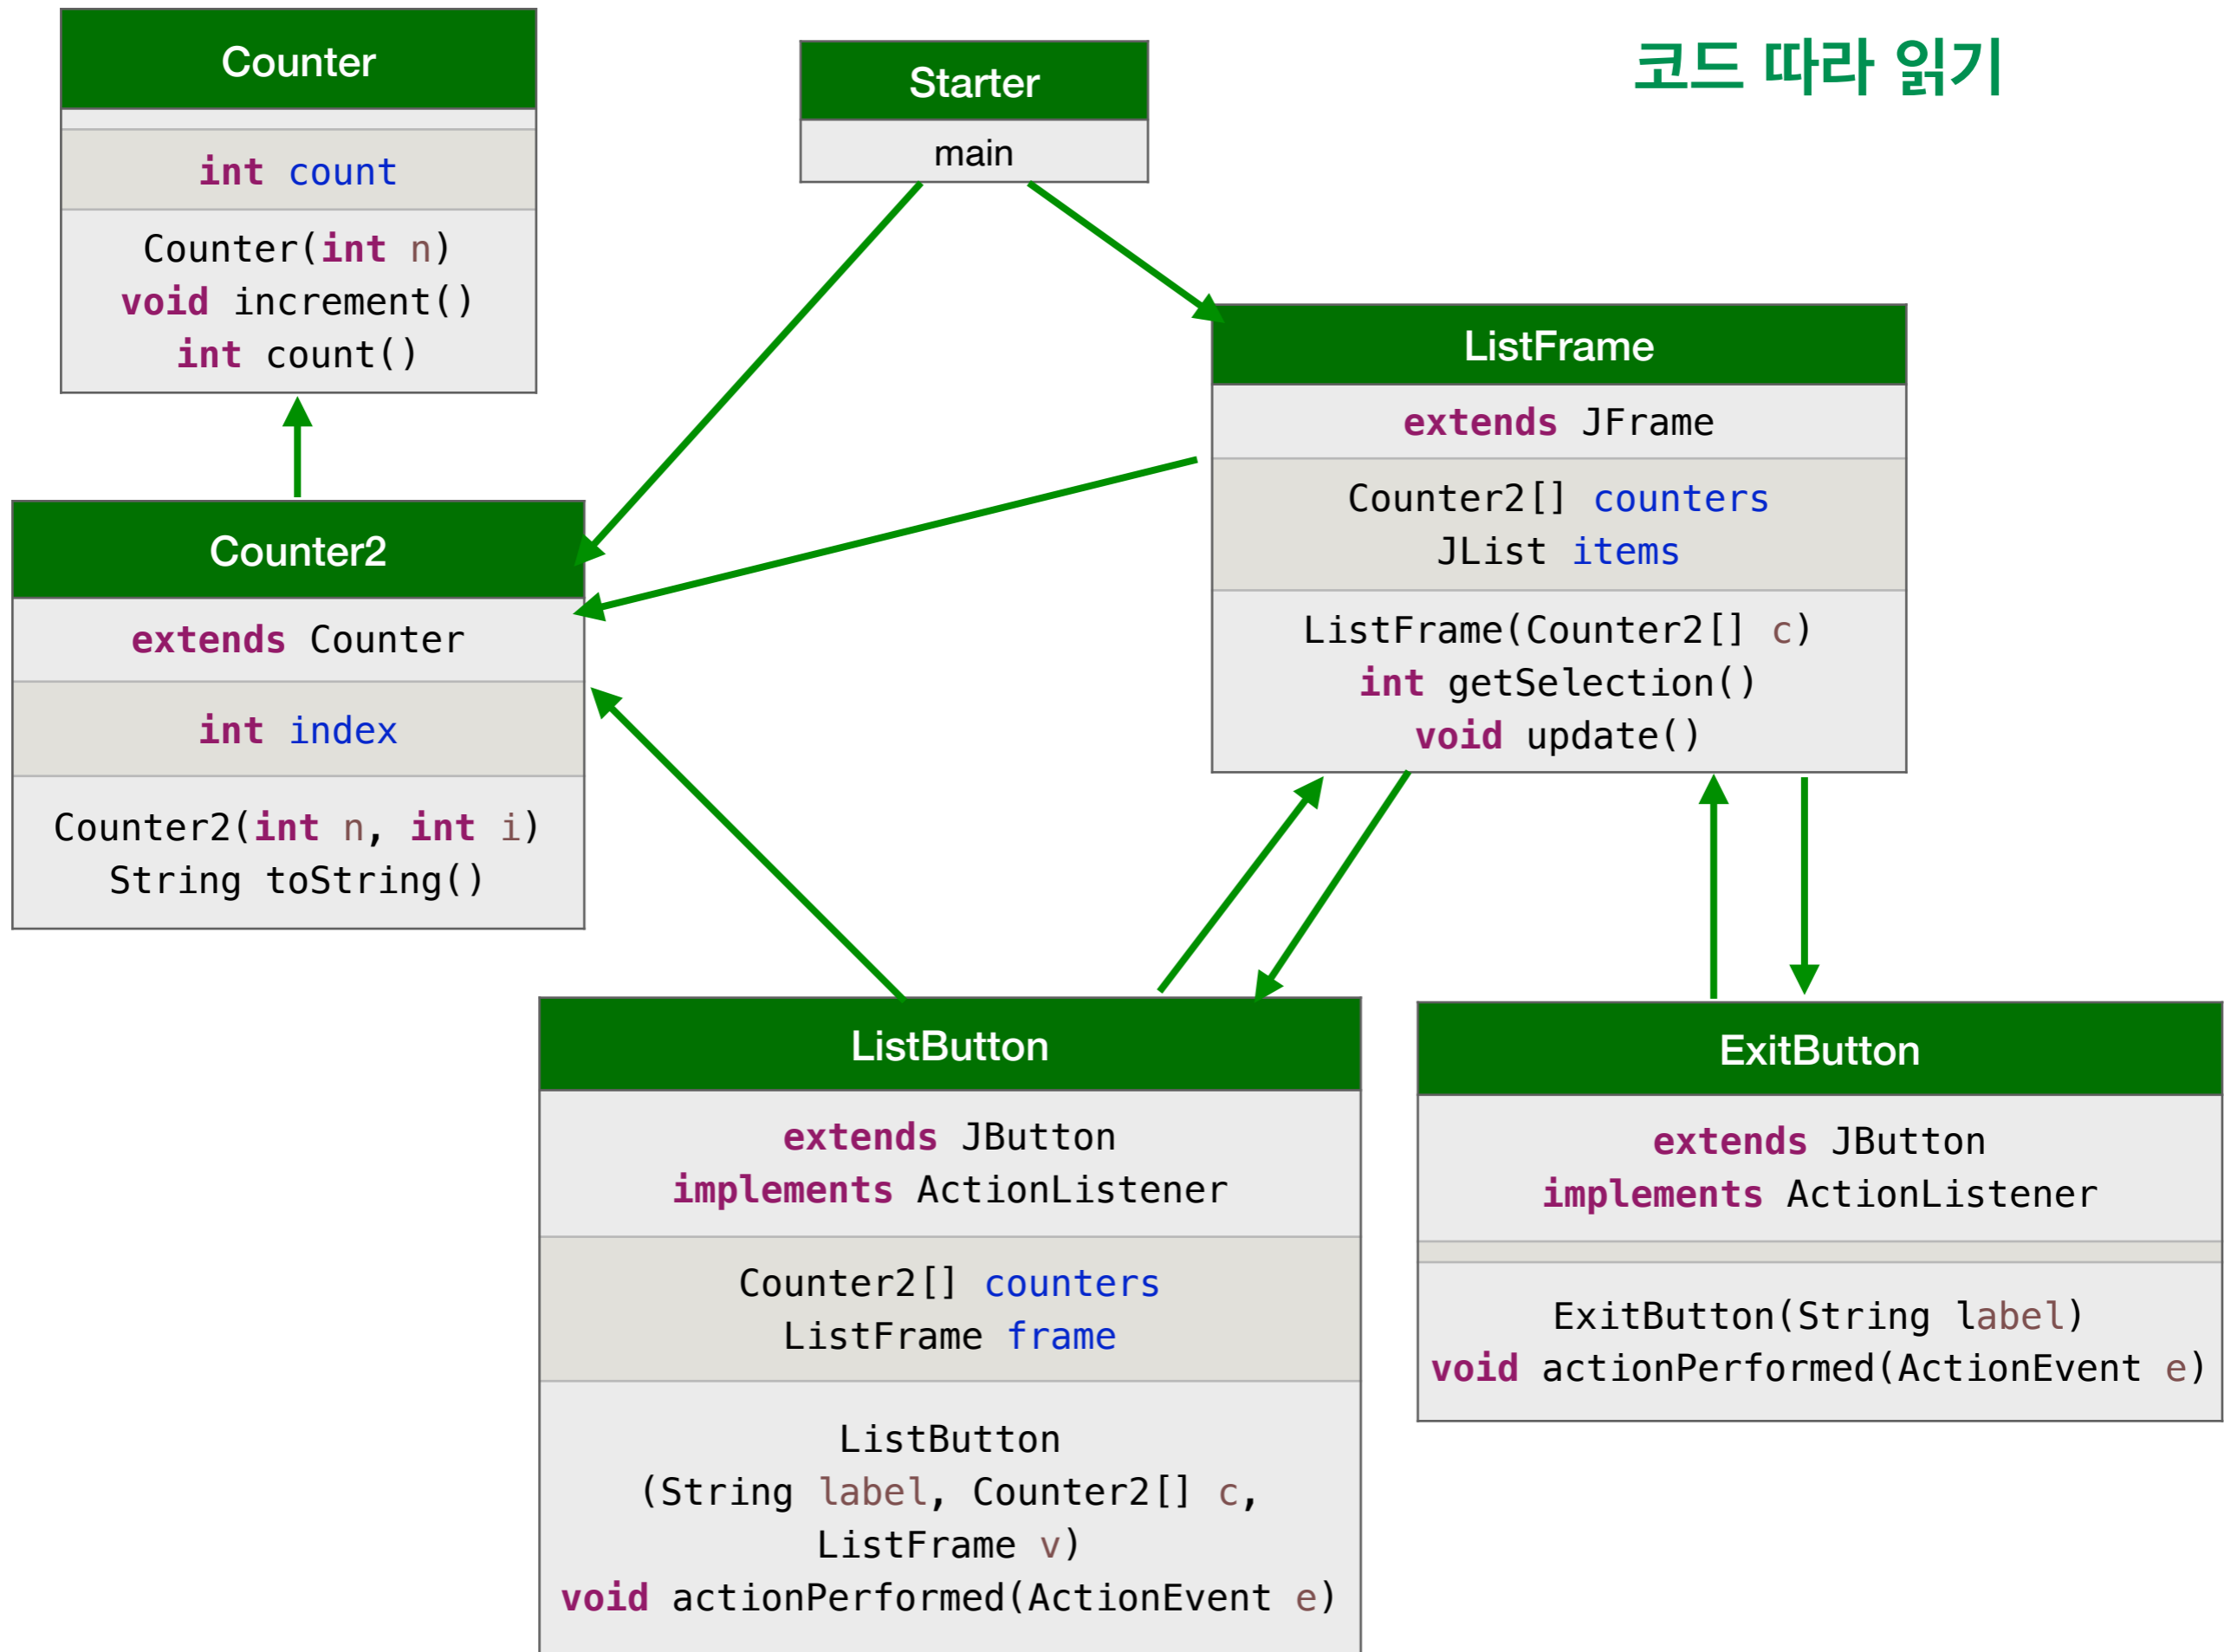 코드 따라 읽기
Counter
int count
Counter(int n)
void increment()
int count()
Starter
main
ListFrame
extends JFrame
Counter2[] counters
JList items
ListFrame(Counter2[] c)
int getSelection()
void update()
Counter2
extends Counter
int index
Counter2(int n, int i)
String toString()
ListButton
extends JButton
implements ActionListener
Counter2[] counters
ListFrame frame
ListButton
(String label, Counter2[] c,
ListFrame v)
void actionPerformed(ActionEvent e)
ExitButton
extends JButton
implements ActionListener
ExitButton(String label)
void actionPerformed(ActionEvent e)